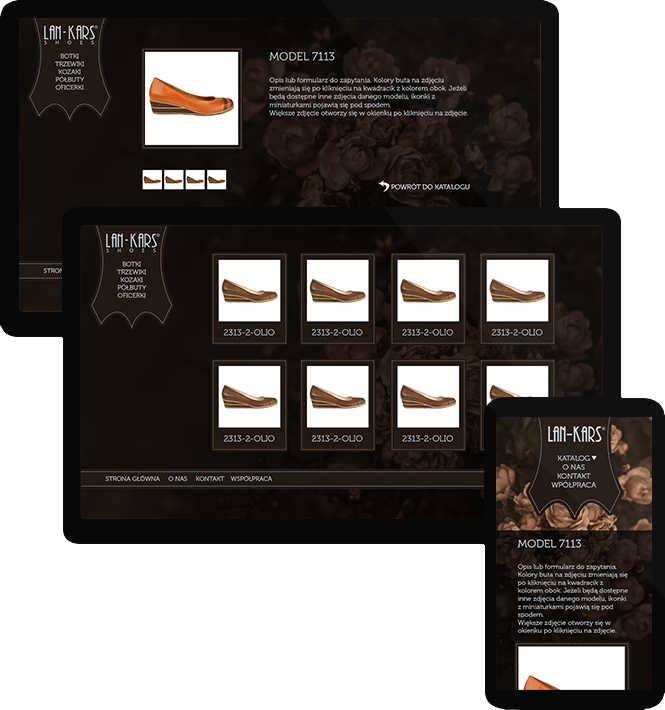 LAN-KARS®
SHOES
BOTKI
TRZEWIKI
KOZAKI
PÓŁBUTY
OFICERKI
MODEL 7113
Opis lub formularz do zapytania. Kolory buta na zdjęciu
zmieniają się po kliknięciu na kwadracik z kolorem obok. Jeżeli
będą dostępne inne zdjęcia danego modelu, ikonki z
miniaturkami pojawią się pod spodem.
Większe zdjęcie otworzy się w okienku po kliknięciu na zdjęcie.
POWRÓT DO KATALOGU
STRON
LAN-KARS®
SHOES
BOTKI
TRZEWIKI
KOZAKI
PÓŁBUTY
OFICERKI
2313-2-OLIO 2313-2-OLIO 2313-2-OLIO 2313-2-OLIO
2313-2-OLIO 2313-2-OLIO 2313-2-OLIO
STRONA GŁÓWNA O NAS KONTAKT WSPÓŁPRACA
LAN-KARS®
KATALOG ▼
O NAS
KONTAKT
WPÓŁPRACA
MODEL 7113
Opis lub formularz do zapytania.
Kolory buta na zdjęciu zmieniają się
po kliknięciu na kwadracik z
kolorem obok. Jeżeli będą dostępne
inne zdjęcia danego modelu, ikonki
z miniaturkami pojawią się pod
spodem.
Większe zdjęcie otworzy się w
okienku po kliknięciu na zdjęcie.